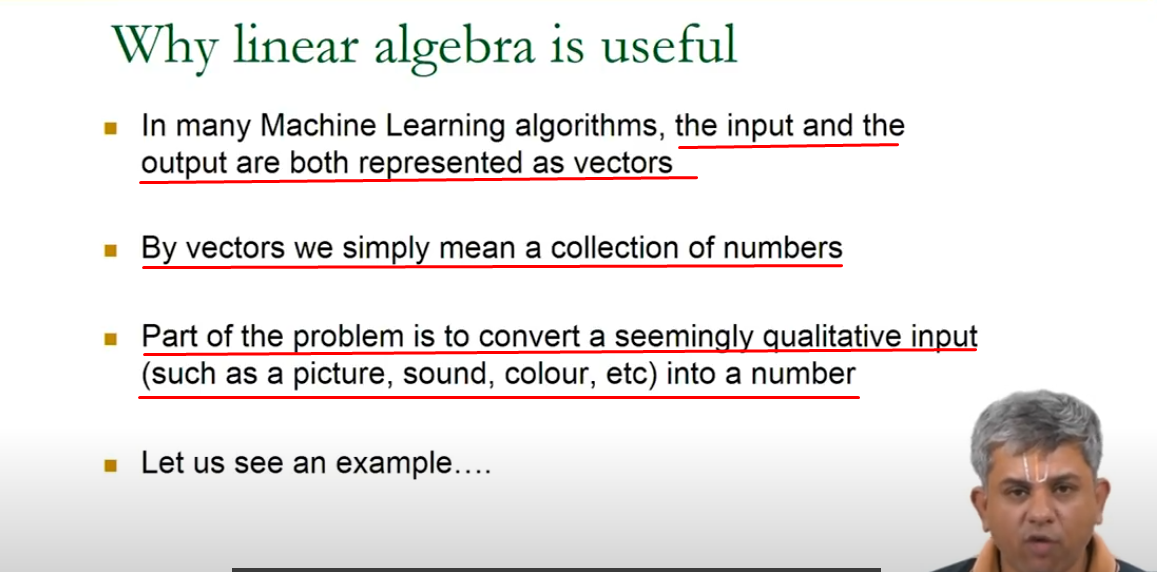 Why linear algebra is useful
In many Machine Learning algorithms, the input and the
output are both represented as vectors
By vectors we simply mean a collection of numbers
Part of the problem is to convert a seemingly qualitative input
(such as a picture, sound, colour, etc) into a number
Let us see an example....